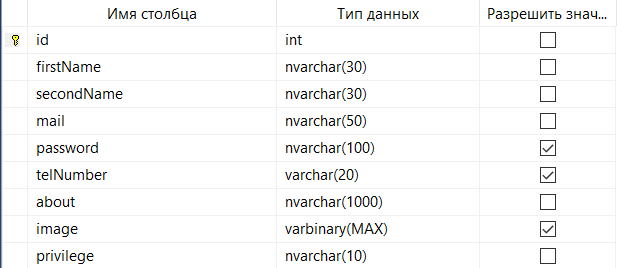 Имя столбца Тип данных Разрешить знач...
id int
firstName nvarchar(30)
secondName nvarchar(30)
mail nvarchar(50)
password nvarchar(100)
telNumber varchar(20)
about nvarchar(1000)
image varbinary(MAX)
privilege nvarchar(10)